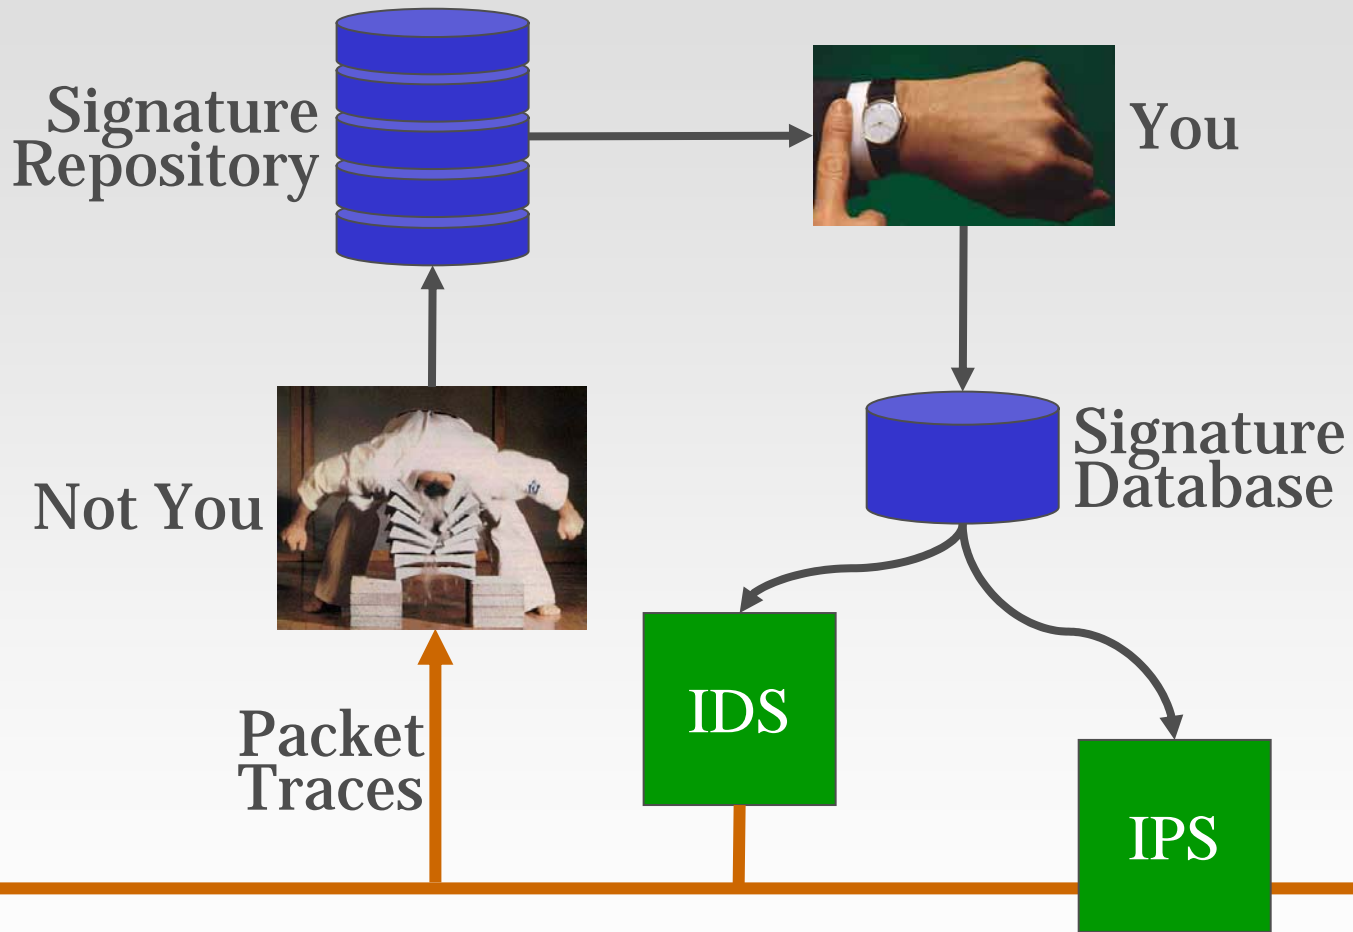 Signature
Repository
You
Not You
Signature
Database
Packet
Traces
IDS
IPS